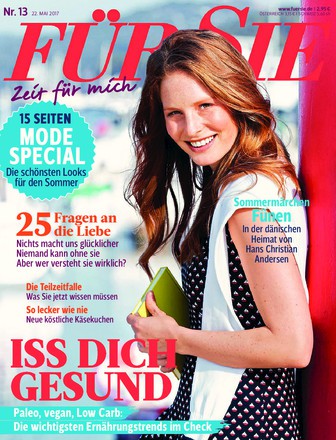 Nr. 13
22. MAI 2017
www.fuersie.de
FÜR SIE
Zeit für mich
15 SEITEN
MODE
SPECIAL
Die schönsten Looks
für den Sommer
25 Fragen an
die Liebe
Nichts macht uns glücklicher
Niemand kann ohne sie
Aber wer versteht sie wirklich?
Sommermärchen
Fünen
In der dänischen
Heimat von
Hans Christian
Andersen
Die Teilzeitfalle
Was Sie jetzt wissen müssen
So lecker wie nie
Neue köstliche Käsekuchen
ISS DICH
GESUND
Paleo, vegan, Low Carb:
Die wichtigsten Ernährungstrends im Check